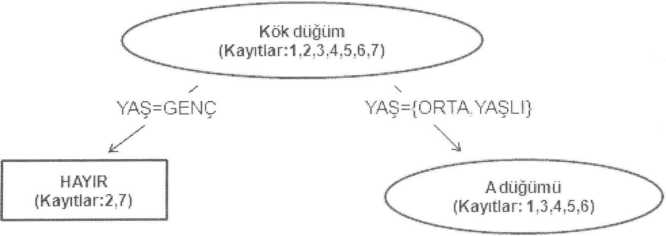 Kök düğüm
(Kayıtlar:1,2,3,4,5,6,7)
YAŞ=GENÇ
YAŞ={ORTA,YAŞLI}
HAYIR
(Kayıtlar:2,7)
A düğümü
(Kayıtlar: 1,3,4,5,6)